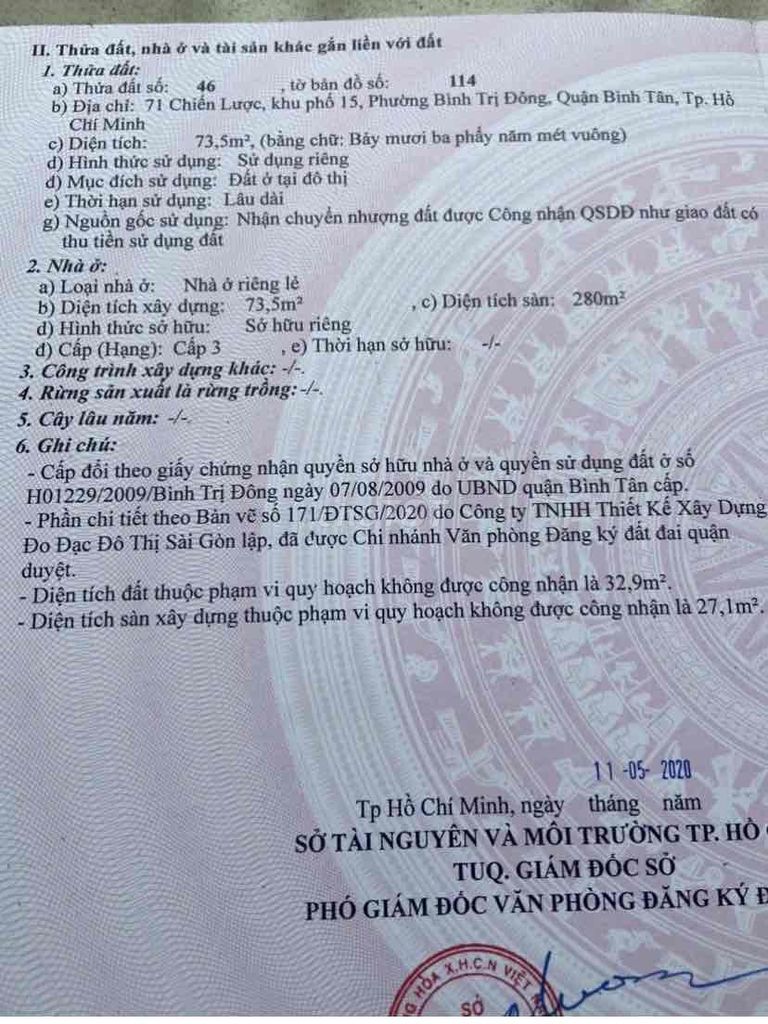 II. Thửa đất, nhà ở và tài sản khác gắn liền với đất
1. Thửa đất:
a) Thửa đất số: 46 , tờ bản đồ số: 114
b) Địa chỉ: 71 Chiến Lược, khu phố 15, Phường Bình Trị Đông, Quận Bình Tân, Tp. Hồ
Chí Minh
c) Diện tích: 73,5m², (bằng chữ: Bảy mươi ba phẩy năm mét vuông)
d) Hình thức sử dụng: Sử dụng riêng
đ) Mục đích sử dụng: Đất ở tại đô thị
e) Thời hạn sử dụng: Lâu dài
g) Nguồn gốc sử dụng: Nhận chuyển nhượng đất được Công nhận QSDĐ như giao đất có
thu tiền sử dụng đất
2. Nhà ở:
a) Loại nhà ở: Nhà ở riêng lẻ
b) Diện tích xây dựng: 73,5m² , c) Diện tích sàn: 280m²
d) Hình thức sở hữu: Sở hữu riêng
đ) Cấp (Hạng): Cấp 3 , e) Thời hạn sở hữu: -/-
3. Công trình xây dựng khác: -/-.
4. Rừng sản xuất là rừng trồng: -/-.
5. Cây lâu năm: -/-
6. Ghi chú:
- Cấp đổi theo giấy chứng nhận quyền sở hữu nhà ở và quyền sử dụng đất ở số
H01229/2009/Bình Trị Đông ngày 07/08/2009 do UBND quận Bình Tân cấp.
- Phần chi tiết theo Bản vẽ số 171/ĐTSG/2020 do Công ty TNHH Thiết Kế Xây Dựng
Đo Đạc Đô Thị Sài Gòn lập, đã được Chi nhánh Văn phòng Đăng ký đất đai quận
duyệt.
- Diện tích đất thuộc phạm vi quy hoạch không được công nhận là 32,9m².
- Diện tích sàn xây dựng thuộc phạm vi quy hoạch không được công nhận là 27,1m².
11 -05- 2020
Tp Hồ Chí Minh, ngày tháng năm
SỞ TÀI NGUYÊN VÀ MÔI TRƯỜNG TP. HỒ
TUQ. GIÁM ĐỐC SỞ
PHÓ GIÁM ĐỐC VĂN PHÒNG ĐĂNG KÝ Đ
HÒA X.H.C.N VIỆT
SỞ